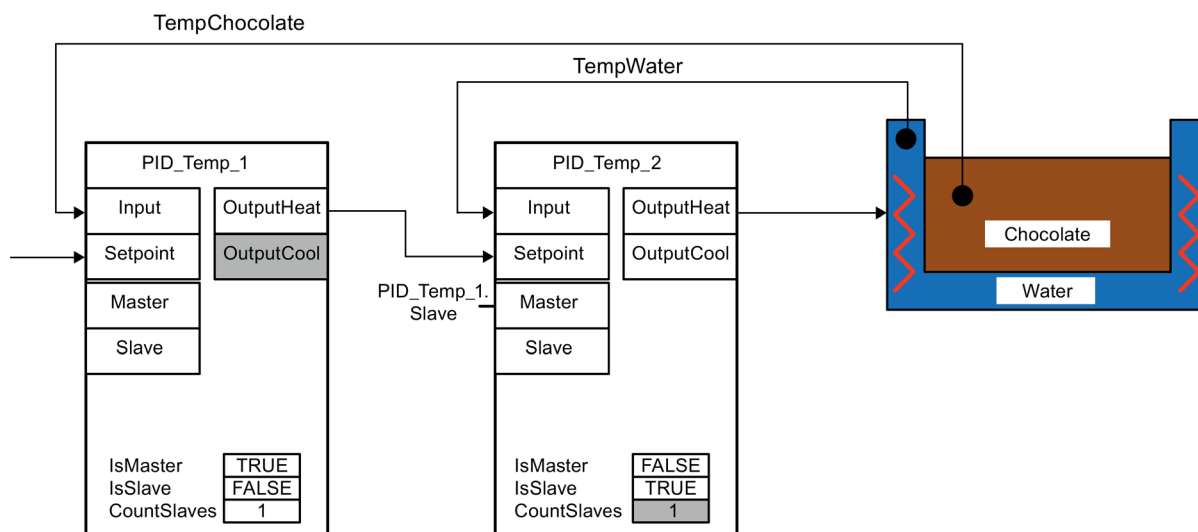 TempChocolate
TempWater
PID_Temp_1
Input
OutputHeat
Setpoint
OutputCool
Master
Slave
IsMaster TRUE
IsSlave FALSE
CountSlaves 1
PID_Temp_2
Input
OutputHeat
Setpoint
OutputCool
PID_Temp_1.
Slave
Master
Slave
IsMaster FALSE
IsSlave TRUE
CountSlaves 1
Chocolate
Water